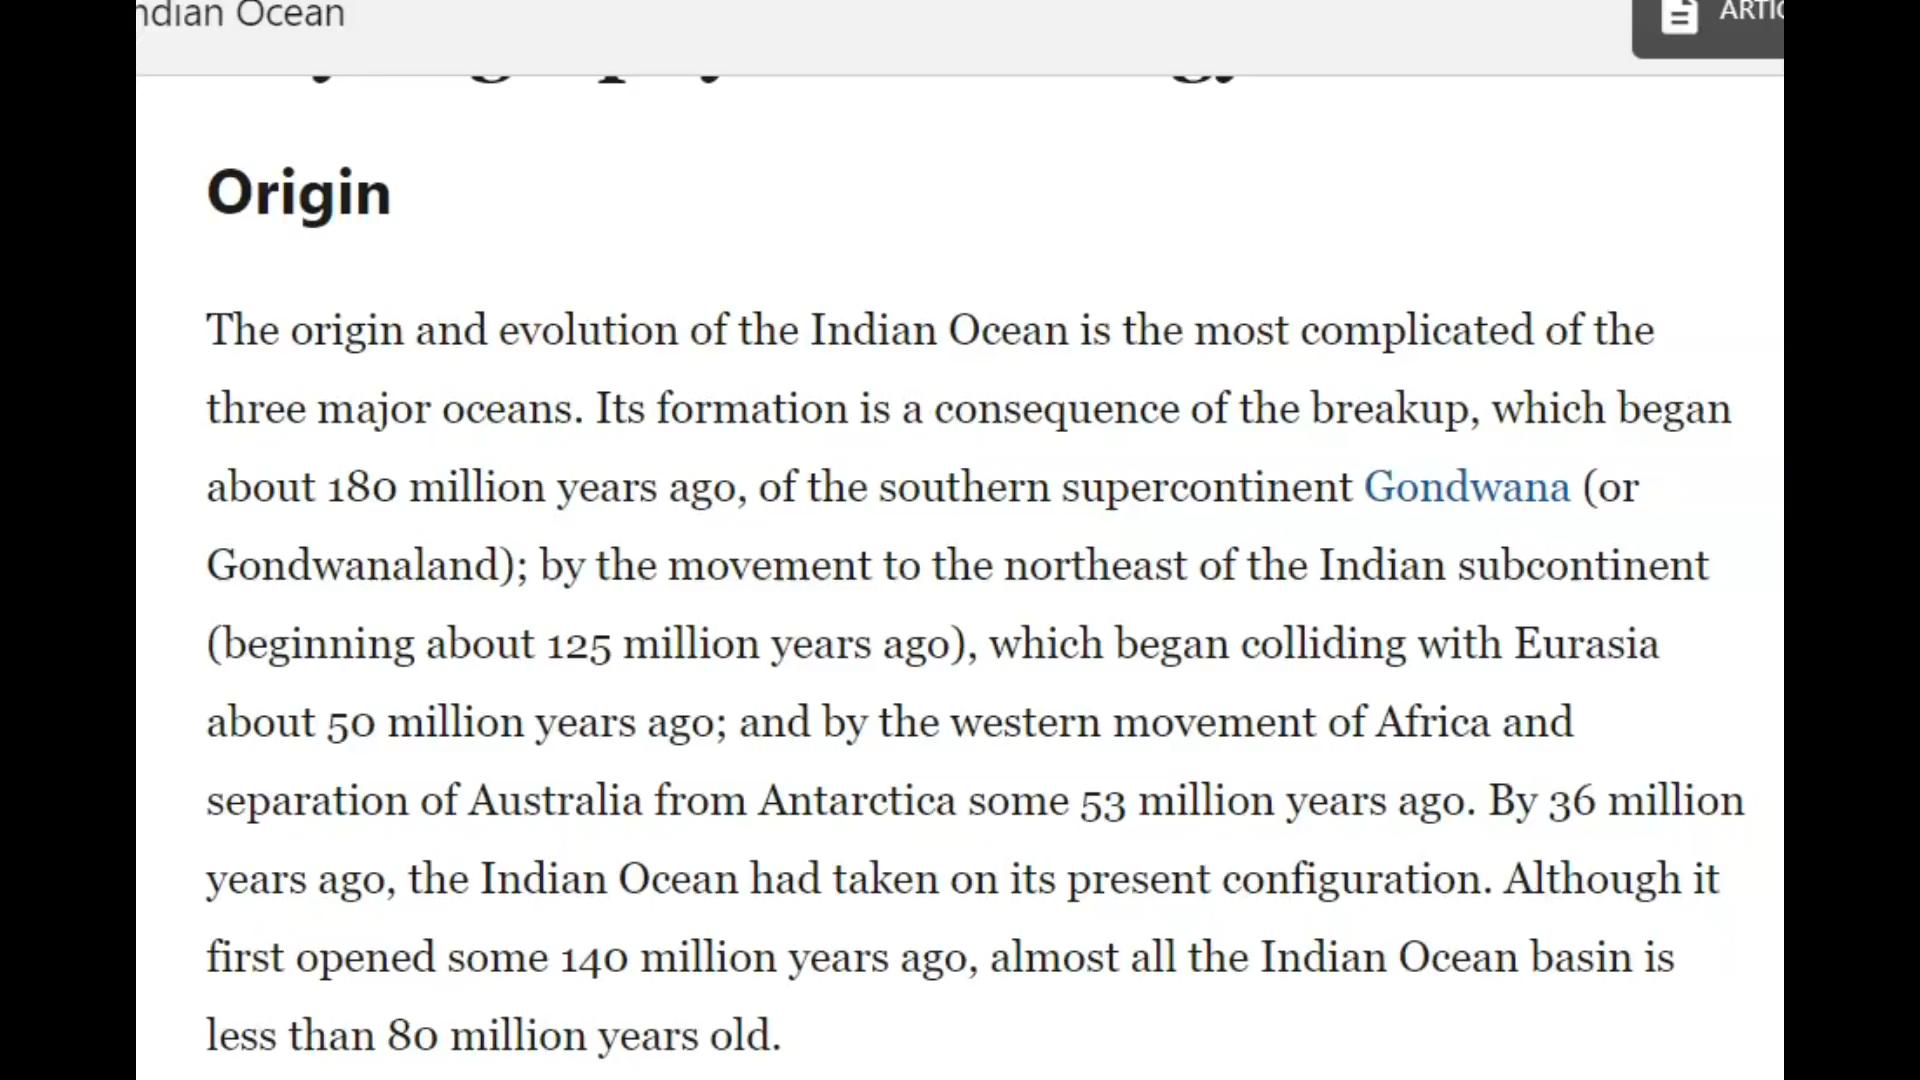 ndian Ocean
Origin
The origin and evolution of the Indian Ocean is the most complicated of the
three major oceans. Its formation is a consequence of the breakup, which began
about 180 million years ago, of the southern supercontinent Gondwana (or
Gondwanaland); by the movement to the northeast of the Indian subcontinent
(beginning about 125 million years ago), which began colliding with Eurasia
about 50 million years ago; and by the western movement of Africa and
separation of Australia from Antarctica some 53 million years ago. By 36 million
years ago, the Indian Ocean had taken on its present configuration. Although it
first opened some 140 million years ago, almost all the Indian Ocean basin is
less than 80 million years old.